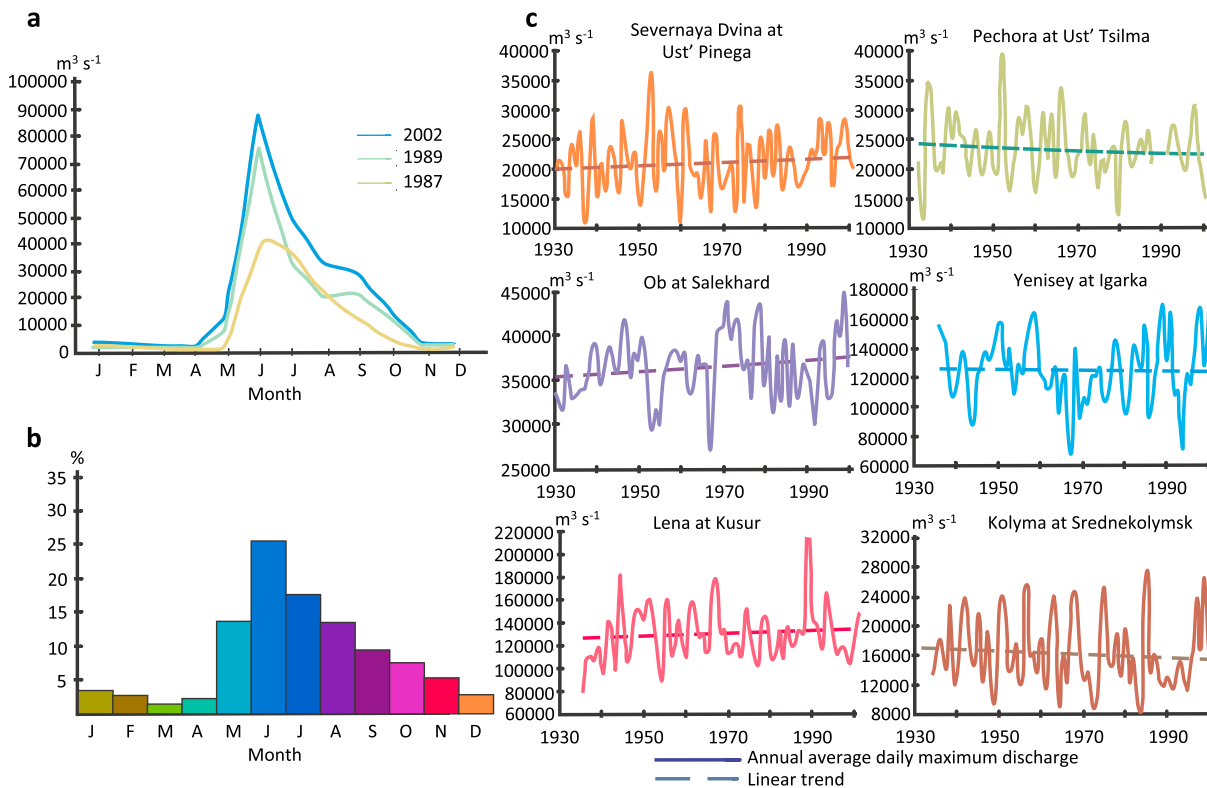 a
m³ s⁻¹
100000
90000
80000
70000
60000
50000
40000
30000
20000
10000
0
2002
1989
1987
J F M A M J J A S O N D
Month
b
%
35
30
25
20
15
10
5
J F M A M J J A S O N D
Month
c
m³ s⁻¹
Severnaya Dvina at
Ust’ Pinega
40000
35000
30000
25000
20000
15000
10000
1930 1950 1970 1990
m³ s⁻¹
Pechora at Ust’ Tsilma
40000
35000
30000
25000
20000
15000
10000
1930 1950 1970 1990
m³ s⁻¹
Ob at Salekhard
45000
40000
35000
30000
25000
1930 1950 1970 1990
m³ s⁻¹
Yenisey at Igarka
180000
160000
140000
120000
100000
80000
60000
1930 1950 1970 1990
m³ s⁻¹
Lena at Kusur
220000
200000
180000
160000
140000
120000
100000
80000
60000
1930 1950 1970 1990
m³ s⁻¹
Kolyma at Srednekolymsk
32000
28000
24000
20000
16000
12000
8000
1930 1950 1970 1990
Annual average daily maximum discharge
Linear trend